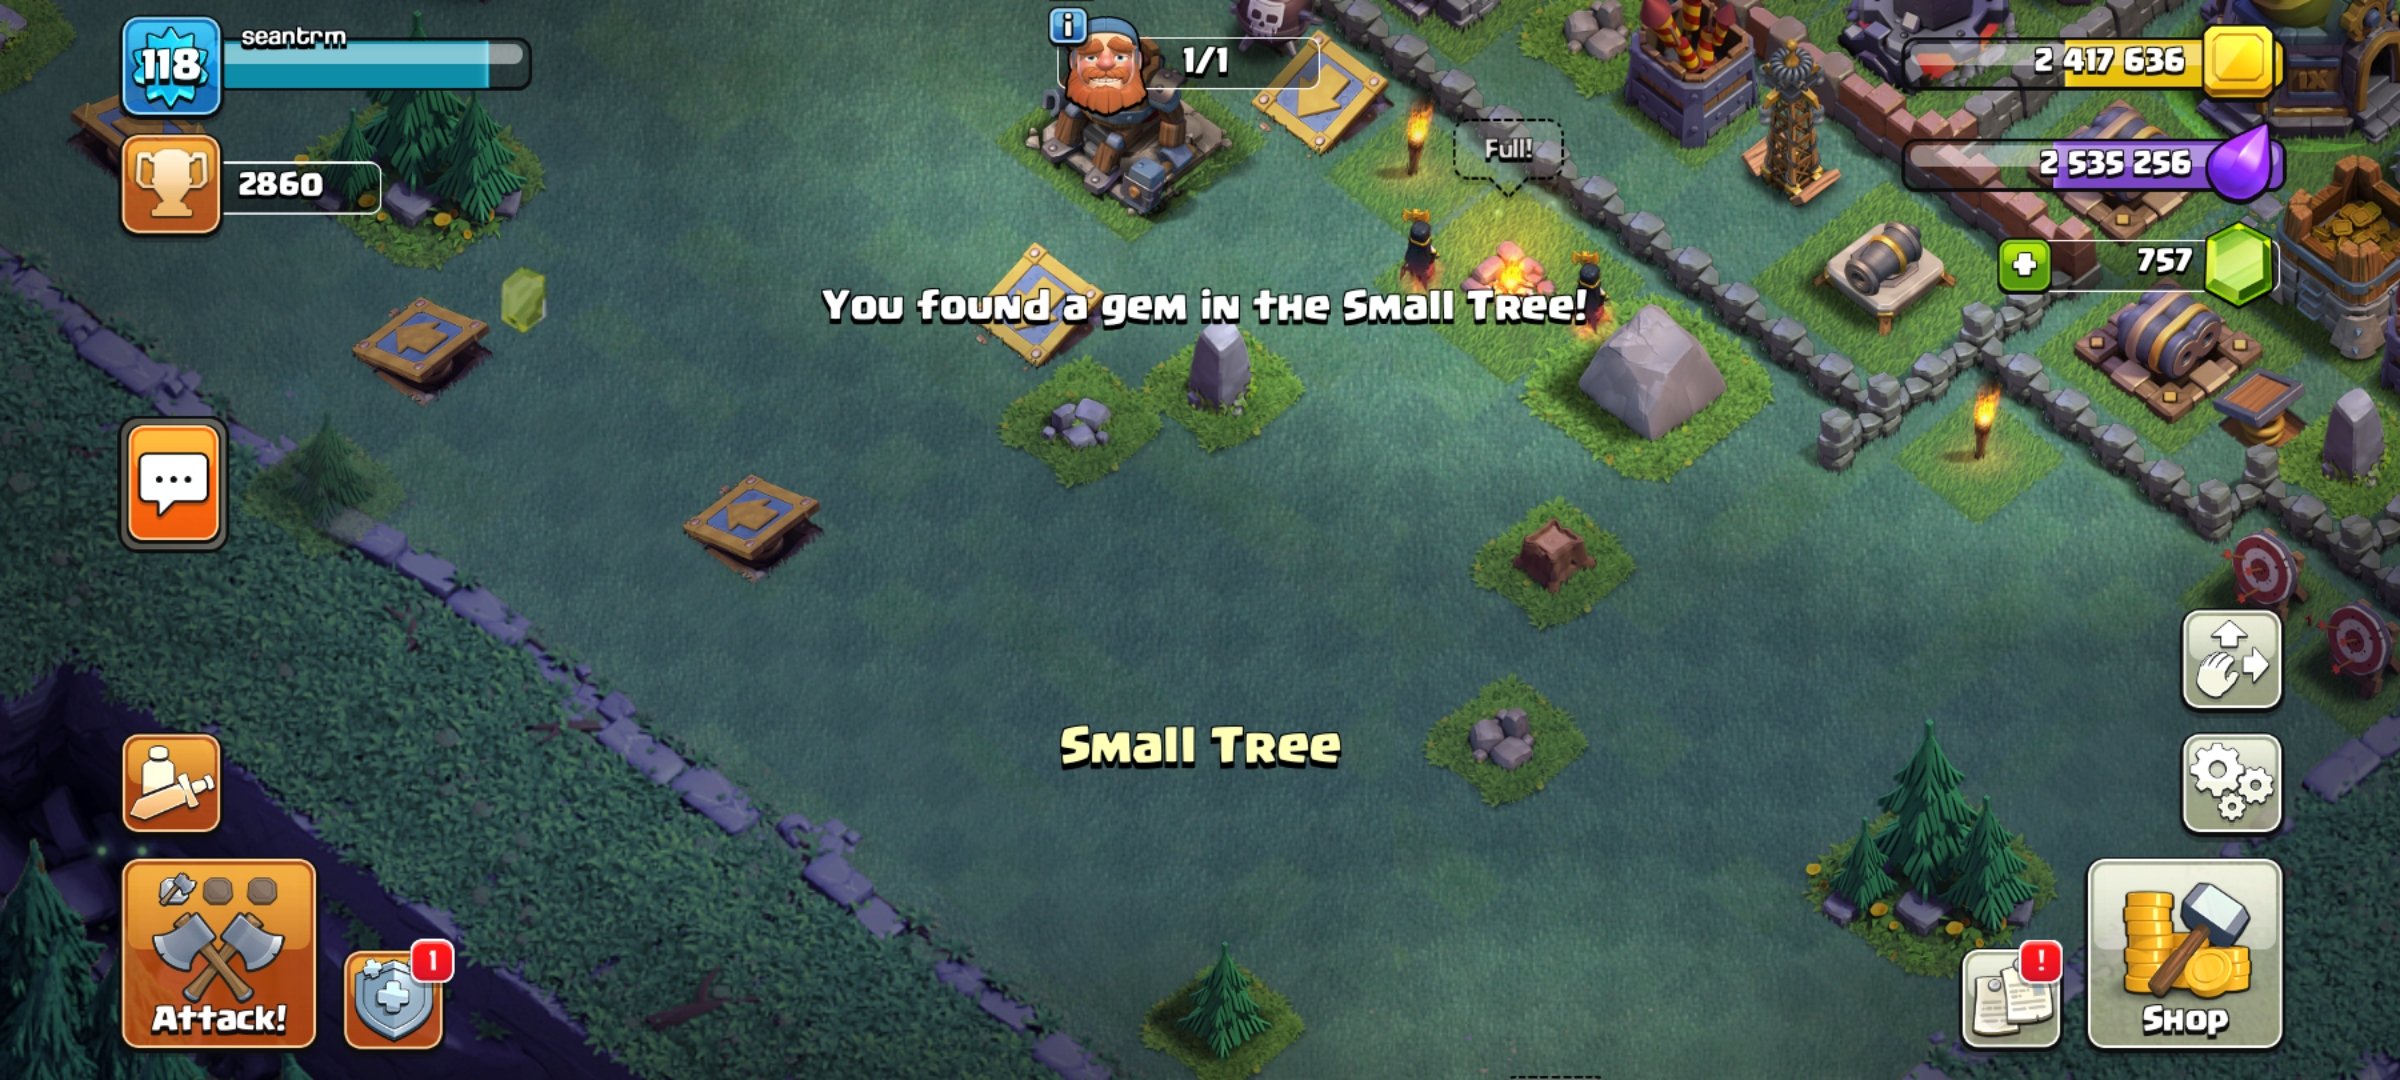 118
seantrm
i
1/1
2 417 636
Full!
2860
2 535 256
+
757
You found a gem in the Small Tree!
Small Tree
Attack!
1
!
Shop